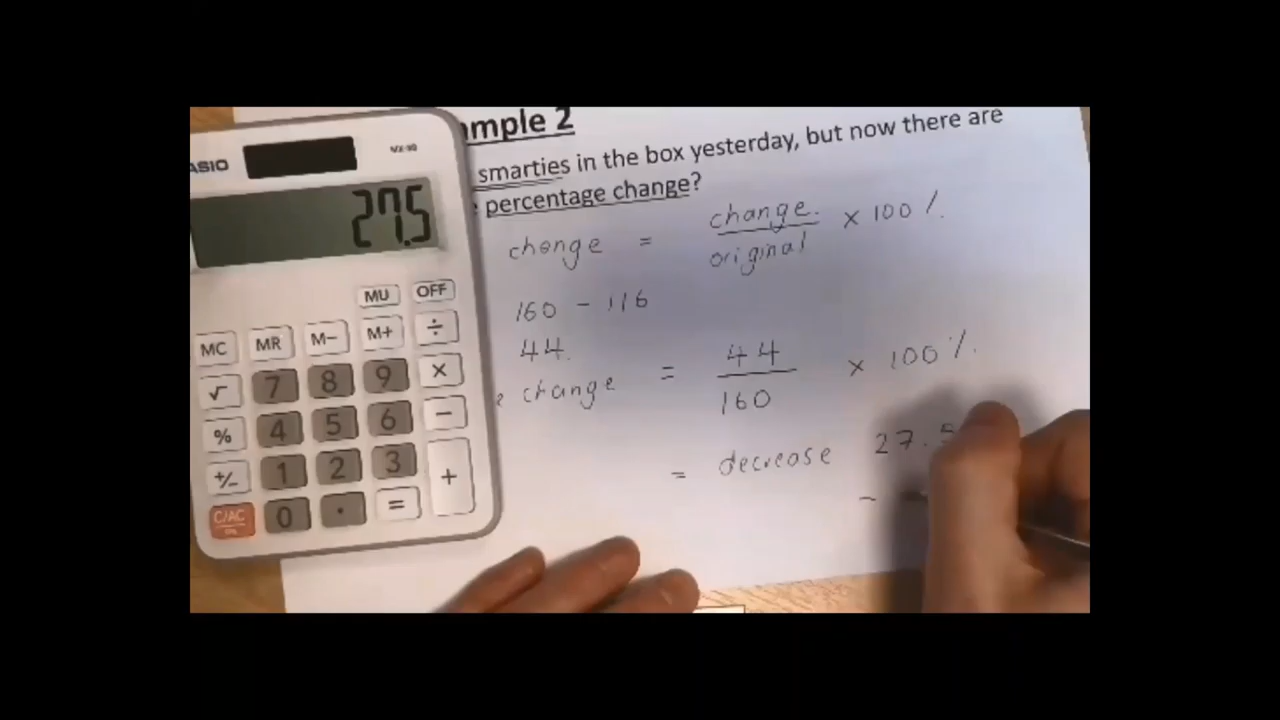 ample 2
smarties in the box yesterday, but now there are
percentage change?
change = change × 100 %
original
160 - 116
44
e change = 44 × 100 %
160
= decrease 27.5
-
ASIO
27.5
MU OFF
MC MR M− M+ ÷
√ 7 8 9 ×
% 4 5 6 −
+/− 1 2 3 +
C/AC 0 . =